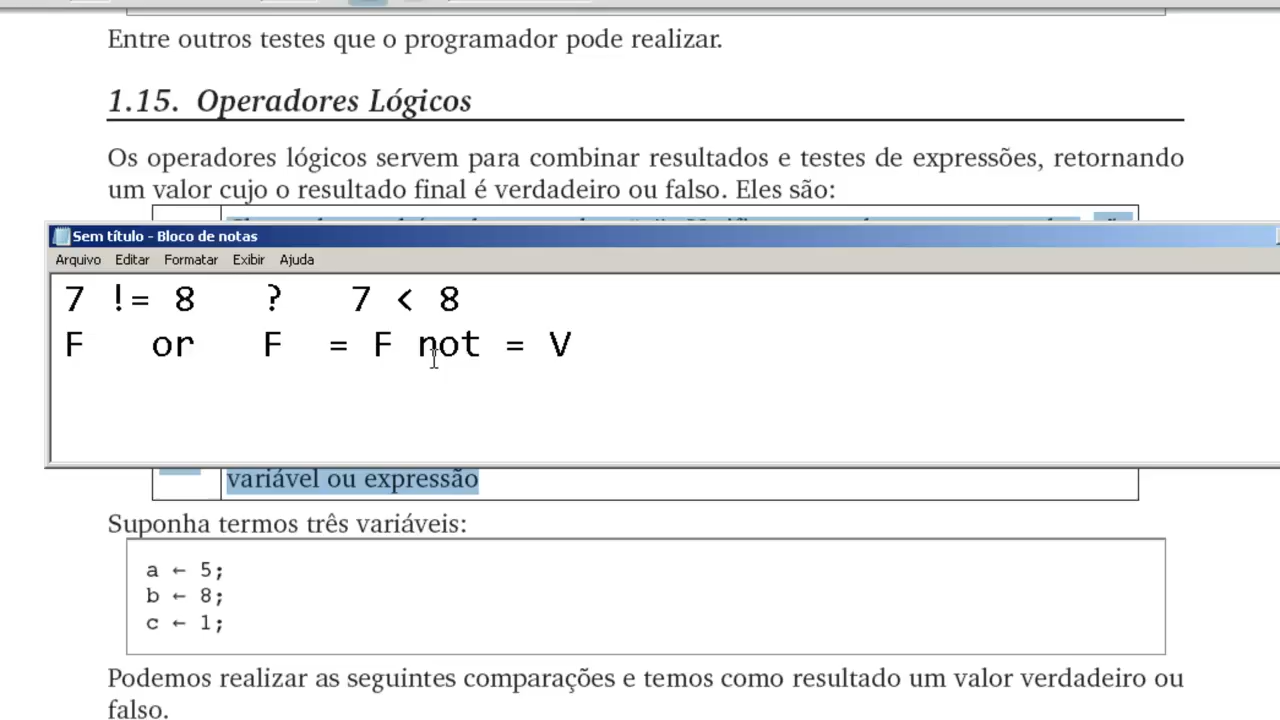 Entre outros testes que o programador pode realizar.
1.15. Operadores Lógicos
Os operadores lógicos servem para combinar resultados e testes de expressões, retornando
um valor cujo o resultado final é verdadeiro ou falso. Eles são:
Sem título - Bloco de notas
Arquivo Editar Formatar Exibir Ajuda
7 != 8 ? 7 < 8
F or F = F not = V
variável ou expressão
Suponha termos três variáveis:
a ← 5;
b ← 8;
c ← 1;
Podemos realizar as seguintes comparações e temos como resultado um valor verdadeiro ou
falso.